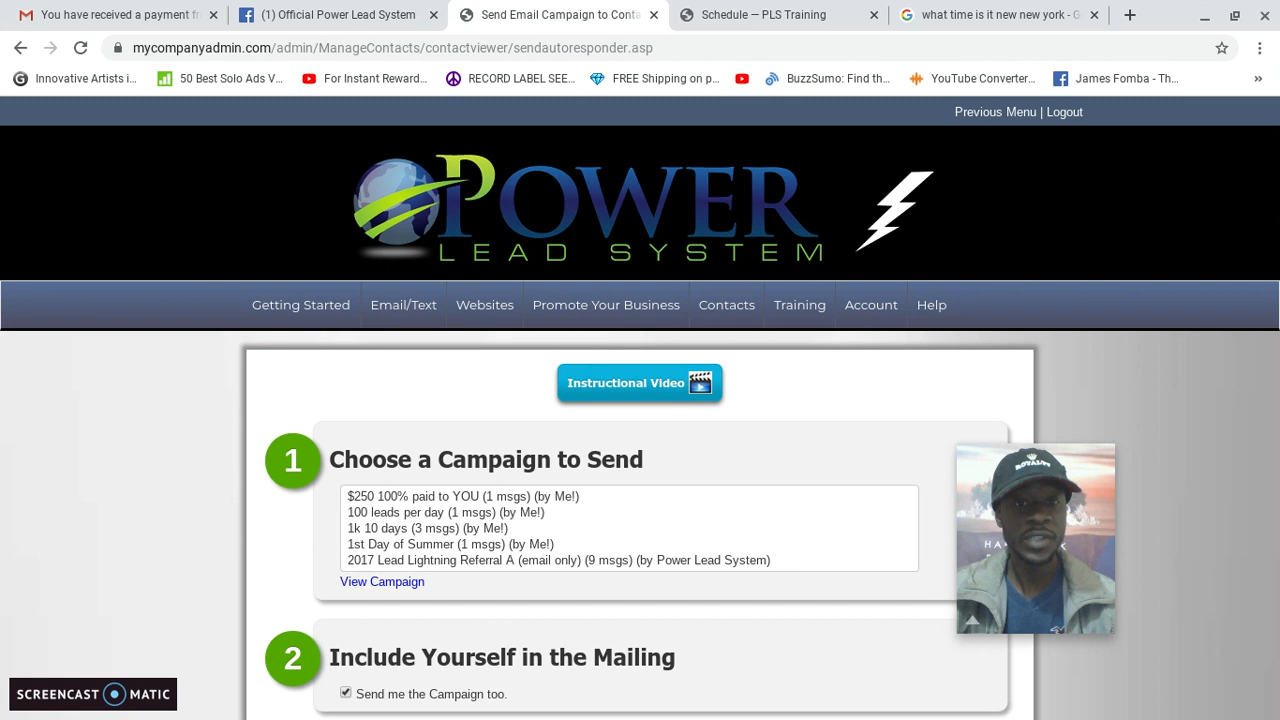 You have received a payment fr
(1) Official Power Lead System
Send Email Campaign to Conta
Schedule — PLS Training
what time is it new new york - G
mycompanyadmin.com/admin/ManageContacts/contactviewer/sendautoresponder.asp
Innovative Artists i...
50 Best Solo Ads V...
For Instant Reward...
RECORD LABEL SEE...
FREE Shipping on p...
BuzzSumo: Find th...
YouTube Converter...
James Fomba - Th...
Previous Menu | Logout
POWER
LEAD SYSTEM
Getting Started
Email/Text
Websites
Promote Your Business
Contacts
Training
Account
Help
Instructional Video
1
Choose a Campaign to Send
$250 100% paid to YOU (1 msgs) (by Me!)
100 leads per day (1 msgs) (by Me!)
1k 10 days (3 msgs) (by Me!)
1st Day of Summer (1 msgs) (by Me!)
2017 Lead Lightning Referral A (email only) (9 msgs) (by Power Lead System)
View Campaign
2
Include Yourself in the Mailing
Send me the Campaign too.
SCREENCAST MATIC